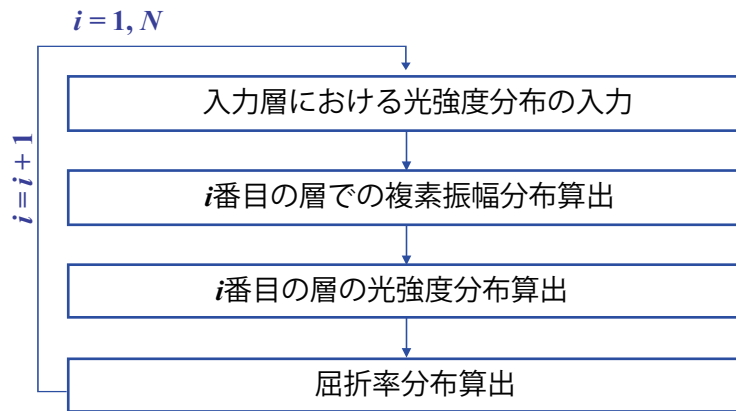 i = 1, N
入力層における光強度分布の入力
i番目の層での複素振幅分布算出
i = i + 1
i番目の層の光強度分布算出
屈折率分布算出